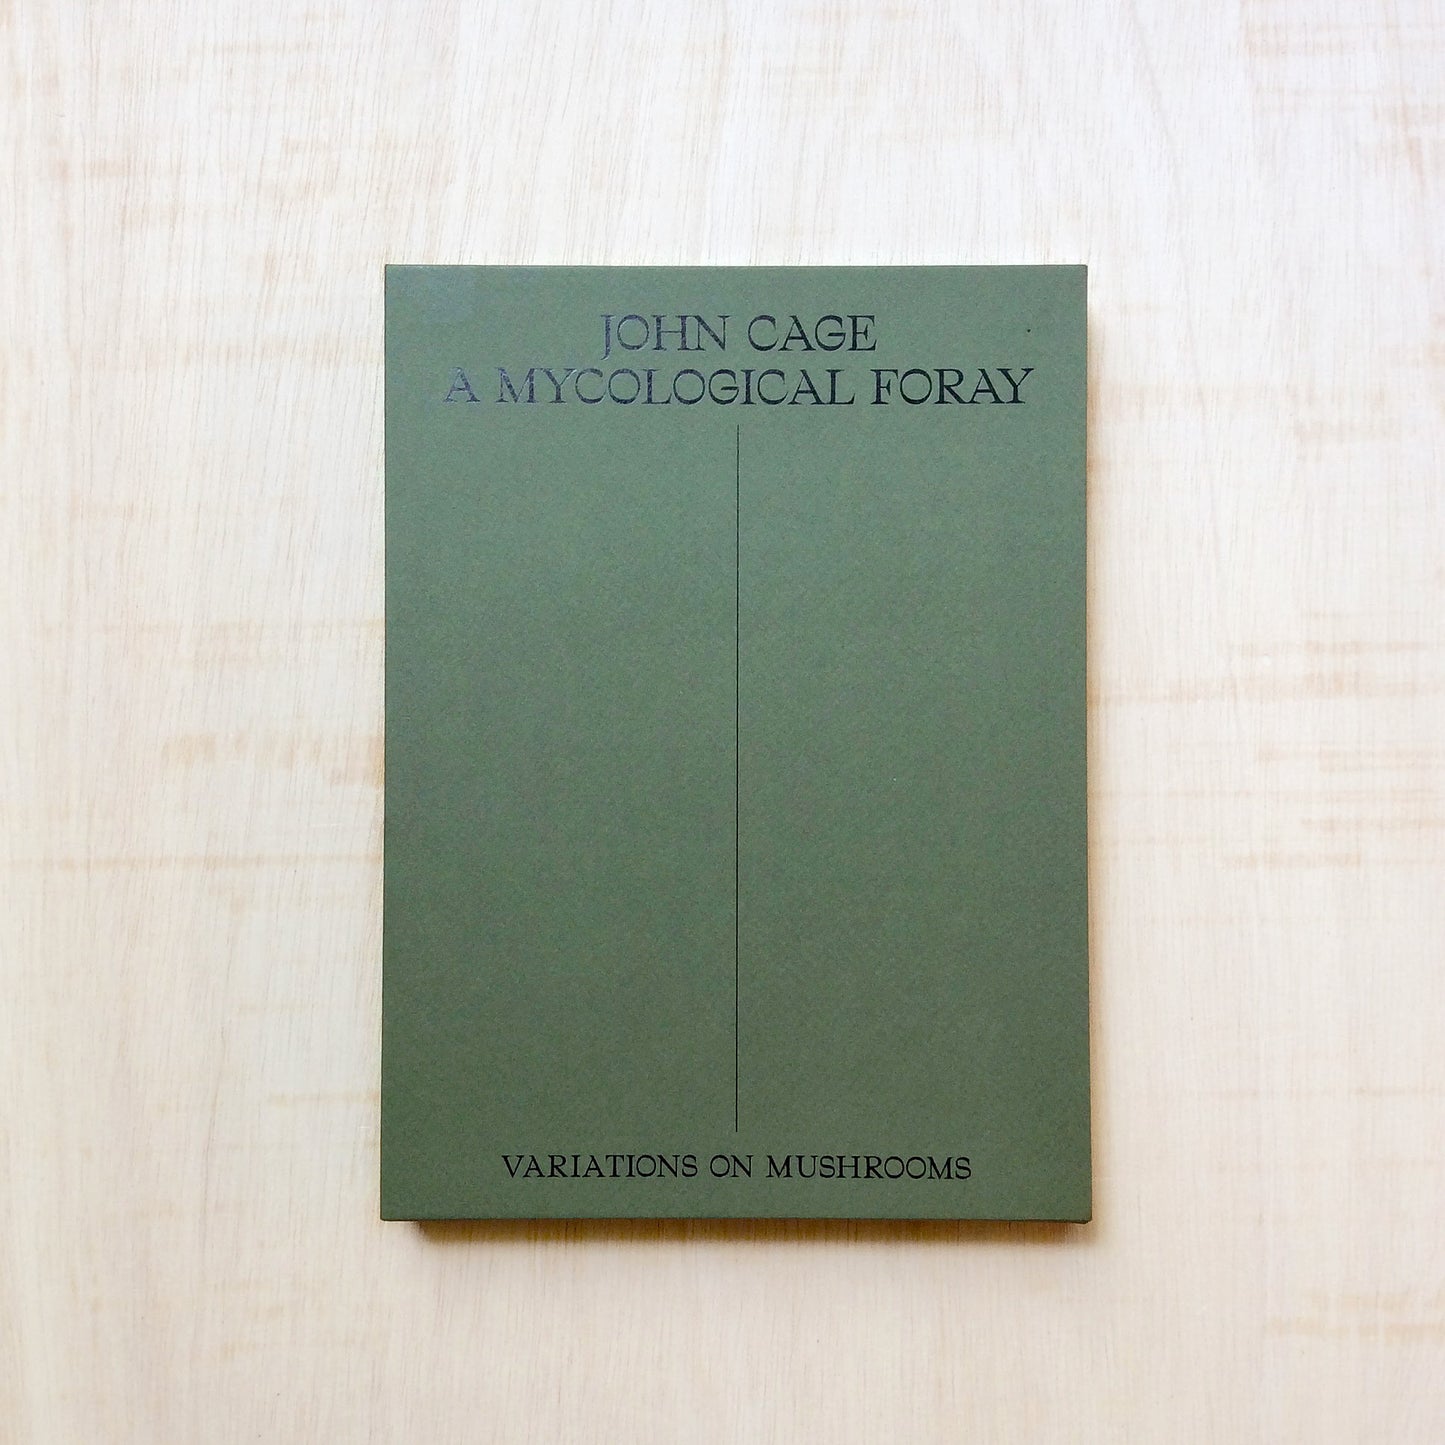 JOHN CAGE
A MYCOLOGICAL FORAY
VARIATIONS ON MUSHROOMS